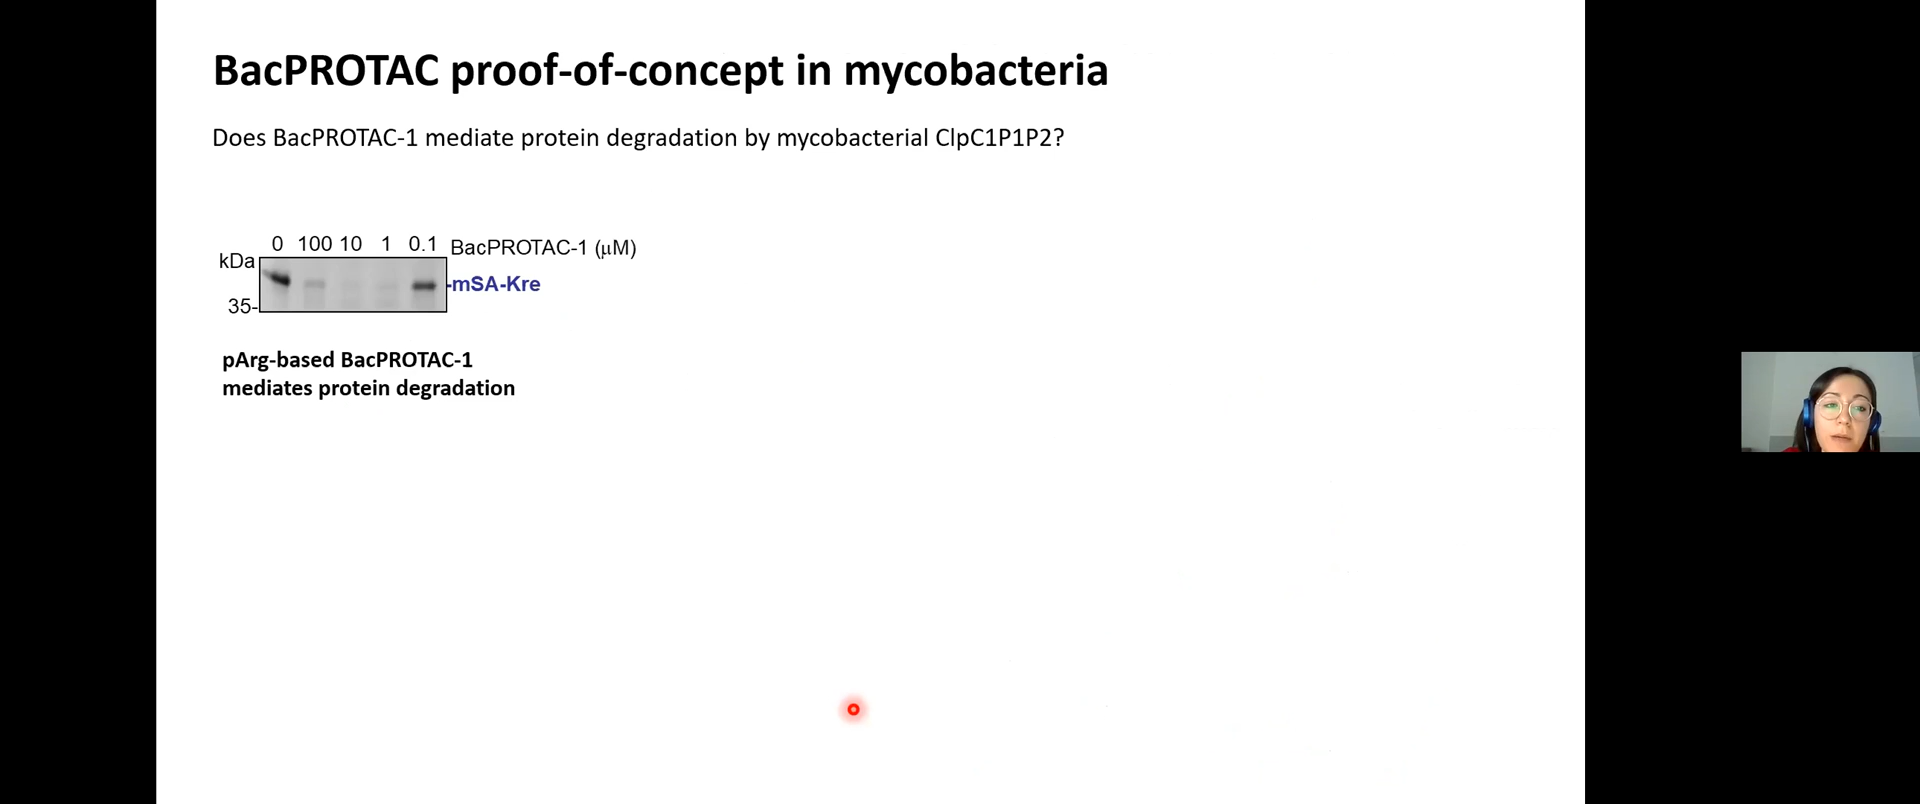 BacPROTAC proof-of-concept in mycobacteria
Does BacPROTAC-1 mediate protein degradation by mycobacterial ClpC1P1P2?
0 100 10 1 0.1 BacPROTAC-1 (μM)
kDa
-mSA-Kre
35-
pArg-based BacPROTAC-1
mediates protein degradation